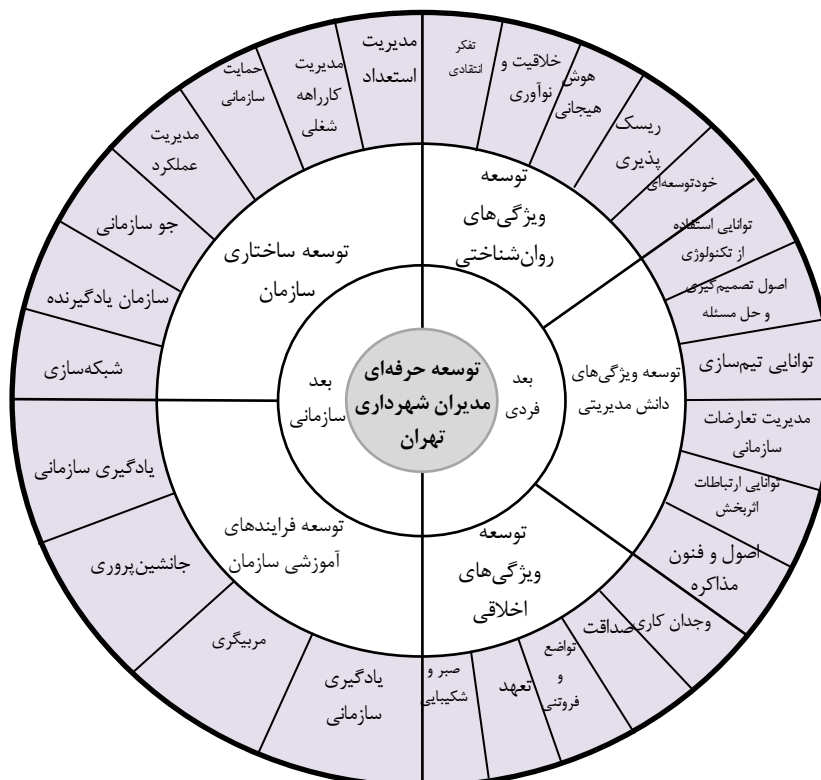 توسعه حرفه‌ای
مدیران شهرداری
تهران
بعد
فردی
بعد
سازمانی
توسعه
ویژگی‌های
روان‌شناختی
توسعه ویژگی‌های
دانش مدیریتی
توسعه
ویژگی‌های
اخلاقی
توسعه فرایندهای
آموزشی سازمان
توسعه ساختاری
سازمان
تفکر
انتقادی
خلاقیت و
نوآوری
هوش
هیجانی
ریسک
پذیری
خودتوسعه‌ای
توانایی استفاده
از تکنولوژی
اصول تصمیم‌گیری
و حل مسئله
توانایی تیم‌سازی
مدیریت تعارضات
سازمانی
توانایی ارتباطات
اثربخش
اصول و فنون
مذاکره
وجدان کاری
صداقت
تواضع
و
فروتنی
تعهد
صبر و
شکیبایی
یادگیری
سازمانی
مربیگری
جانشین‌پروری
یادگیری سازمانی
شبکه‌سازی
سازمان یادگیرنده
جو سازمانی
مدیریت
عملکرد
حمایت
سازمانی
مدیریت
کارراهه
شغلی
مدیریت
استعداد